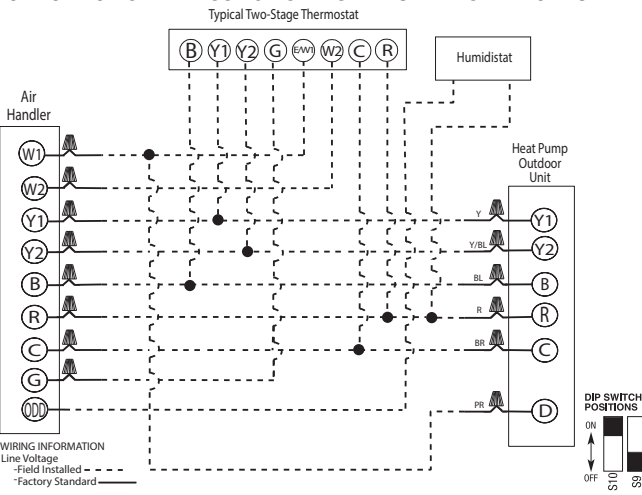 Typical Two-Stage Thermostat
B Y1 Y2 G E/W1 W2 C R
Humidistat
Air
Handler
W1
W2
Y1
Y2
B
R
C
G
ODD
Heat Pump
Outdoor
Unit
Y Y1
Y/BL Y2
BL B
R R
BR C
PR D
DIP SWITCH
POSITIONS
ON
OFF
S10
S9
WIRING INFORMATION
Line Voltage
-Field Installed
-Factory Standard